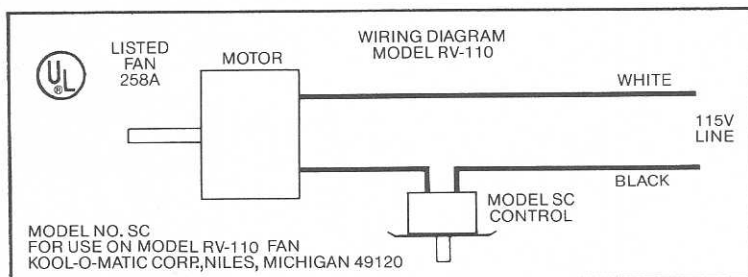 WIRING DIAGRAM
MODEL RV-110
UL
®
LISTED
FAN
258A
MOTOR
WHITE
115V
LINE
BLACK
MODEL SC
CONTROL
MODEL NO. SC
FOR USE ON MODEL RV-110 FAN
KOOL-O-MATIC CORP., NILES, MICHIGAN 49120